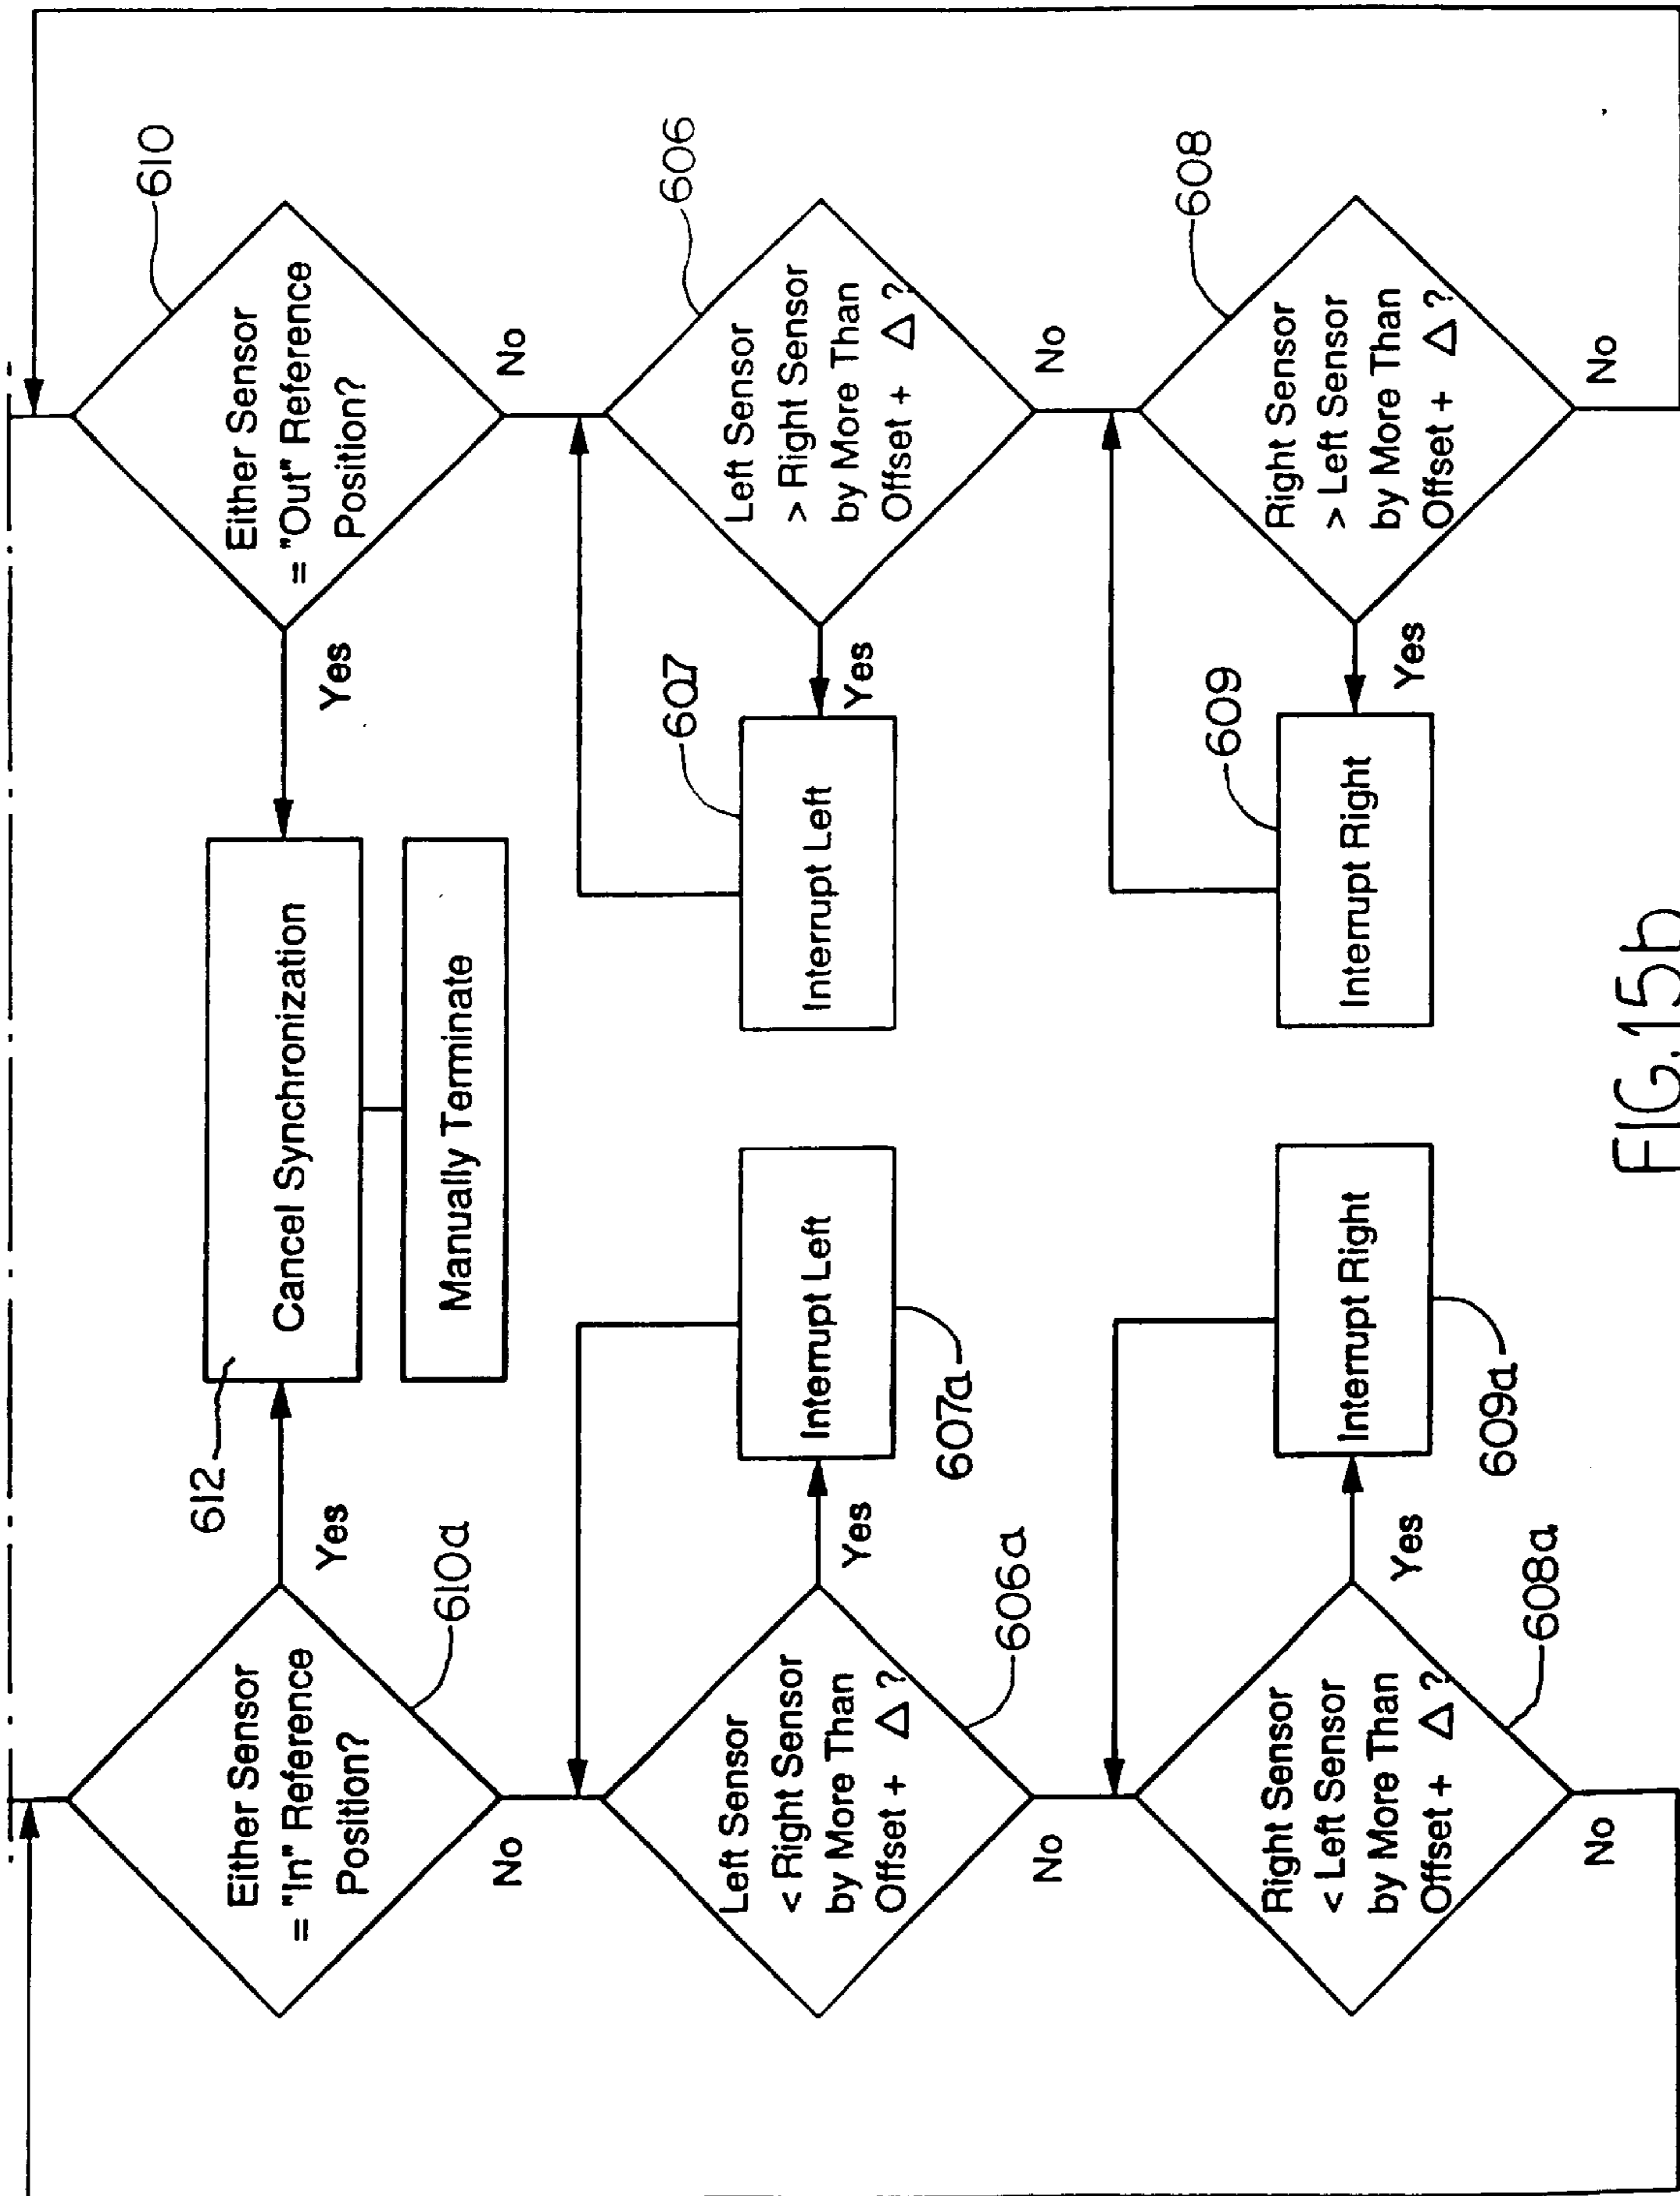 Either Sensor
= "In" Reference
Position?
610a
Yes
No
612
Cancel Synchronization
Manually Terminate
Either Sensor
= "Out" Reference
Position?
610
Yes
No
Left Sensor
< Right Sensor
by More Than
Offset + Δ ?
606a
Yes
No
Interrupt Left
607a
Interrupt Left
607
Left Sensor
> Right Sensor
by More Than
Offset + Δ ?
606
Yes
No
Right Sensor
< Left Sensor
by More Than
Offset + Δ ?
608a
Yes
No
Interrupt Right
609a
Interrupt Right
609
Right Sensor
> Left Sensor
by More Than
Offset + Δ ?
608
Yes
No
FIG. 15b